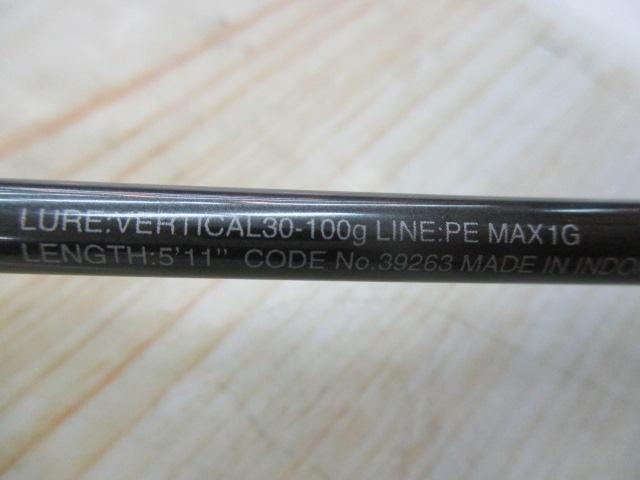 LURE:VERTICAL30-100g LINE:PE MAX1G
LENGTH:5'11" CODE No.39263 MADE IN INDO